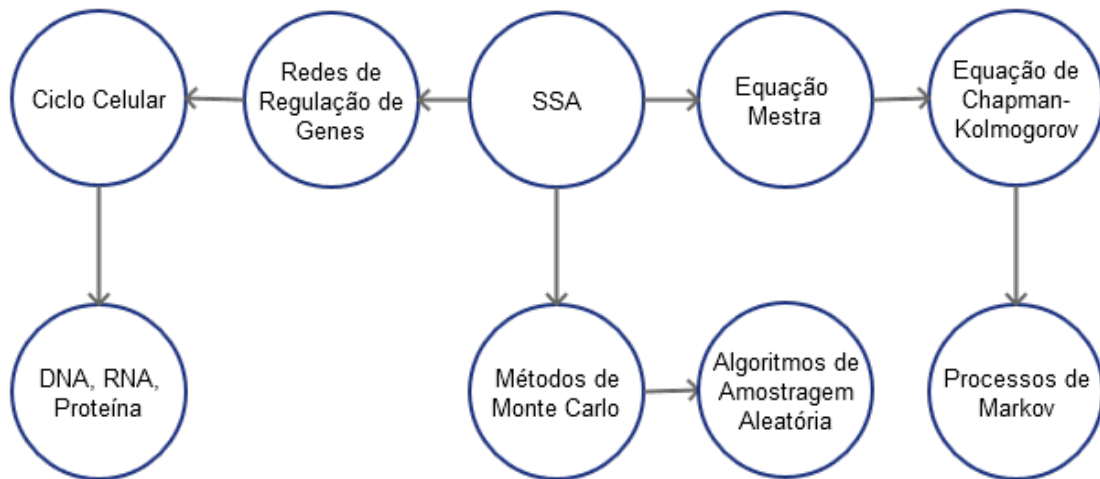 Ciclo Celular
Redes de
Regulação de
Genes
SSA
Equação
Mestra
Equação de
Chapman-
Kolmogorov
DNA, RNA,
Proteína
Métodos de
Monte Carlo
Algoritmos de
Amostragem
Aleatória
Processos de
Markov